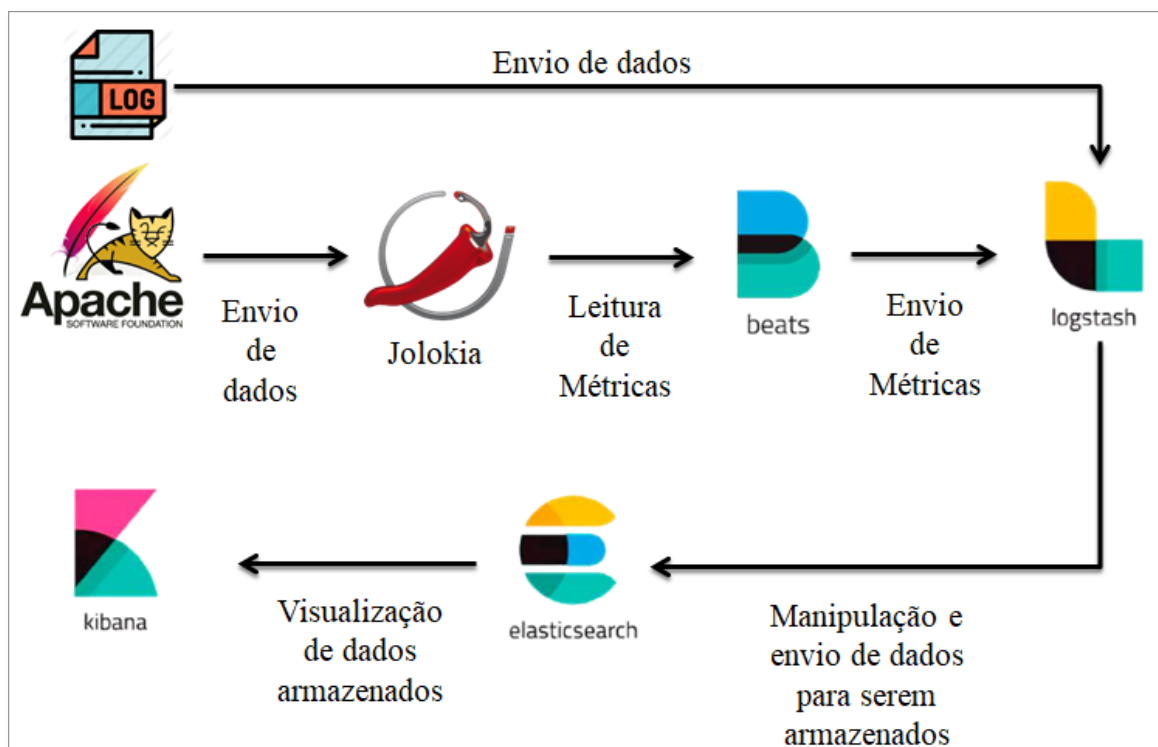 Envio de dados
LOG
Apache
SOFTWARE FOUNDATION
Envio
de
dados
Jolokia
Leitura
de
Métricas
beats
Envio
de
Métricas
logstash
kibana
Visualização
de dados
armazenados
elasticsearch
Manipulação e
envio de dados
para serem
armazenados